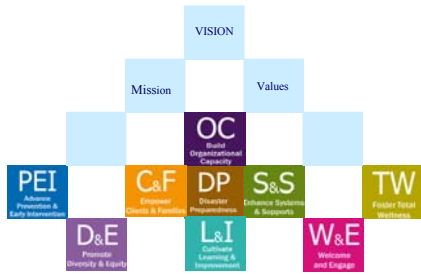 VISION
Mission
Values
OC
Build
Organizational
Capacity
PEI
Advance
Prevention &
Early Intervention
C&F
Empower
Clients & Families
DP
Disaster
Preparedness
S&S
Enhance Systems
& Supports
TW
Foster Total
Wellness
D&E
Promote
Diversity & Equity
L&I
Cultivate
Learning &
Improvement
W&E
Welcome
and Engage